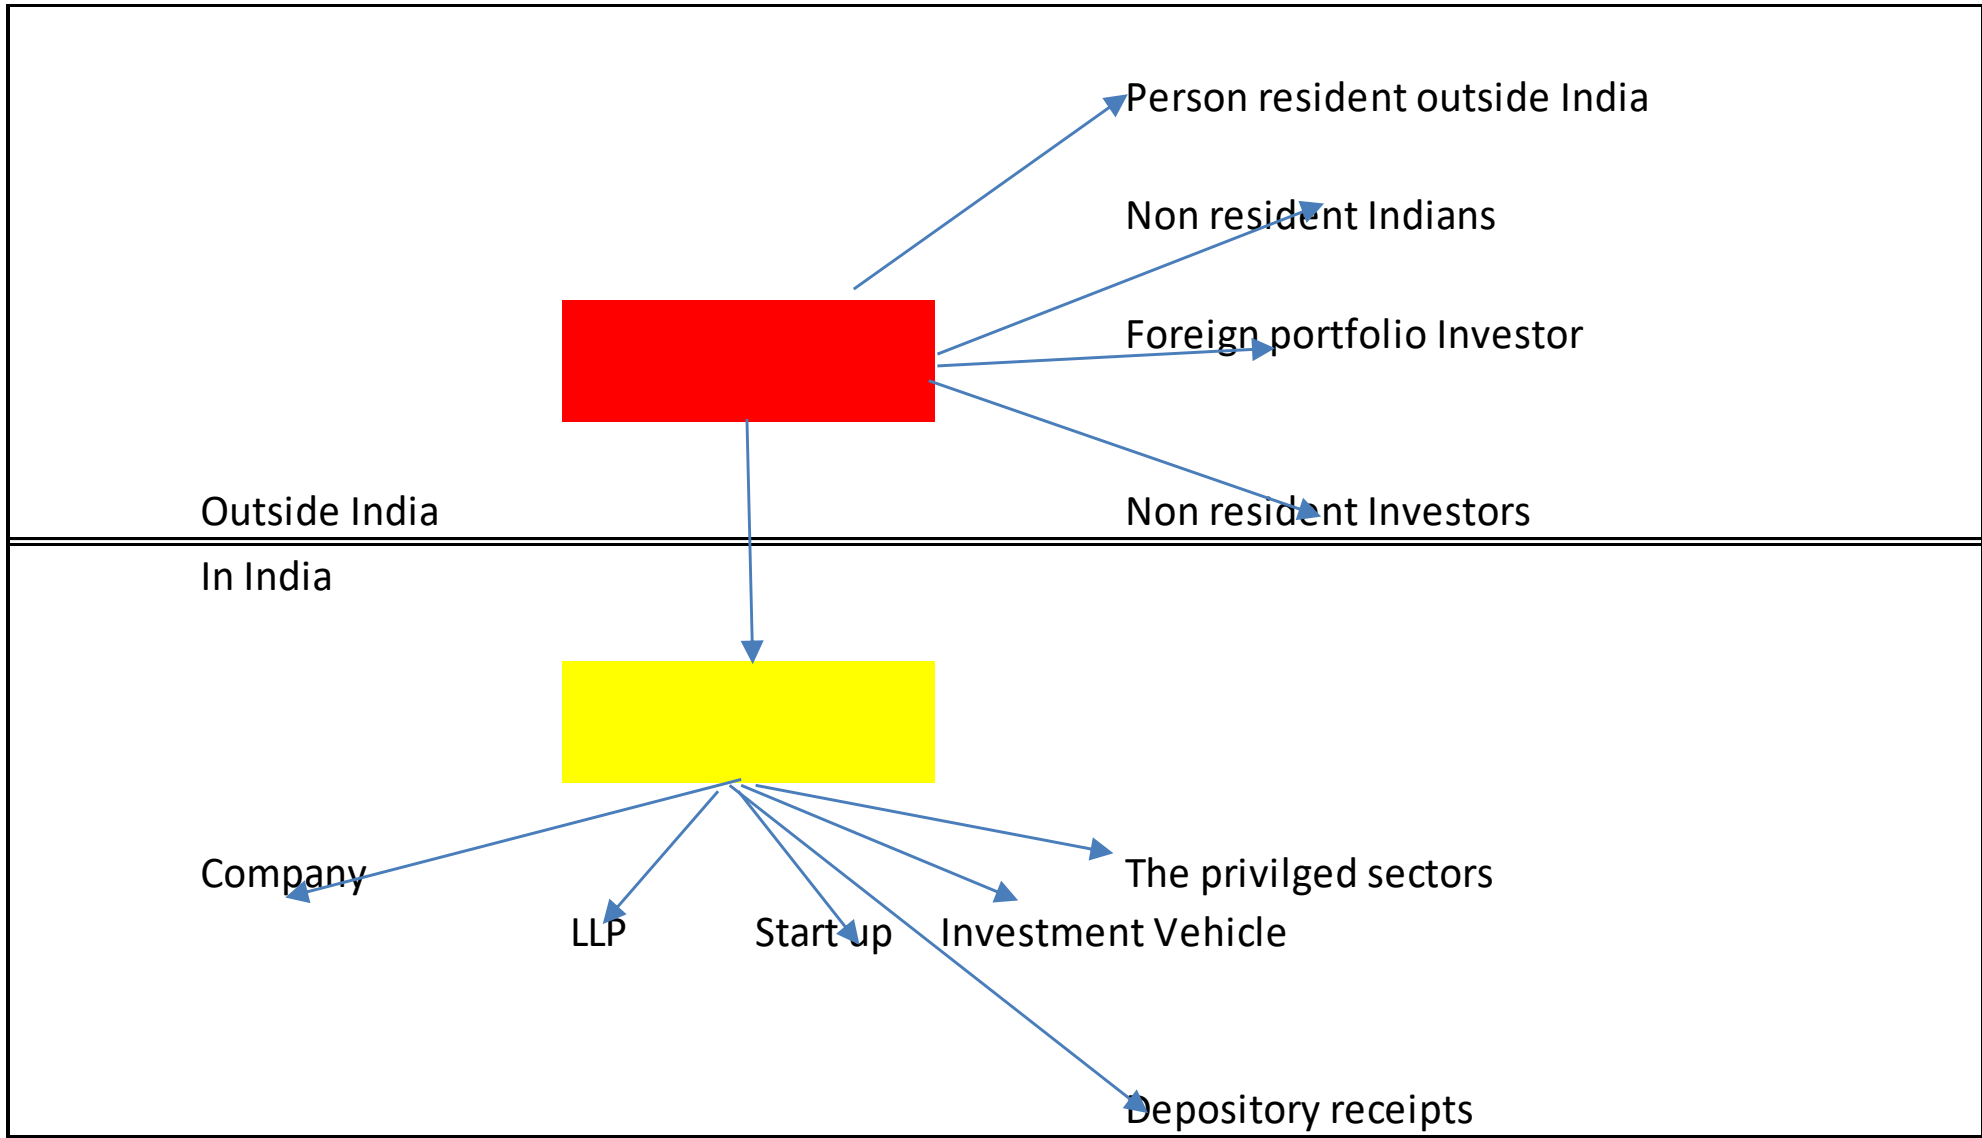 Person resident outside India
Non resident Indians
Foreign portfolio Investor
Outside India
Non resident Investors
In India
Company
The privilged sectors
LLP
Start up
Investment Vehicle
Depository receipts